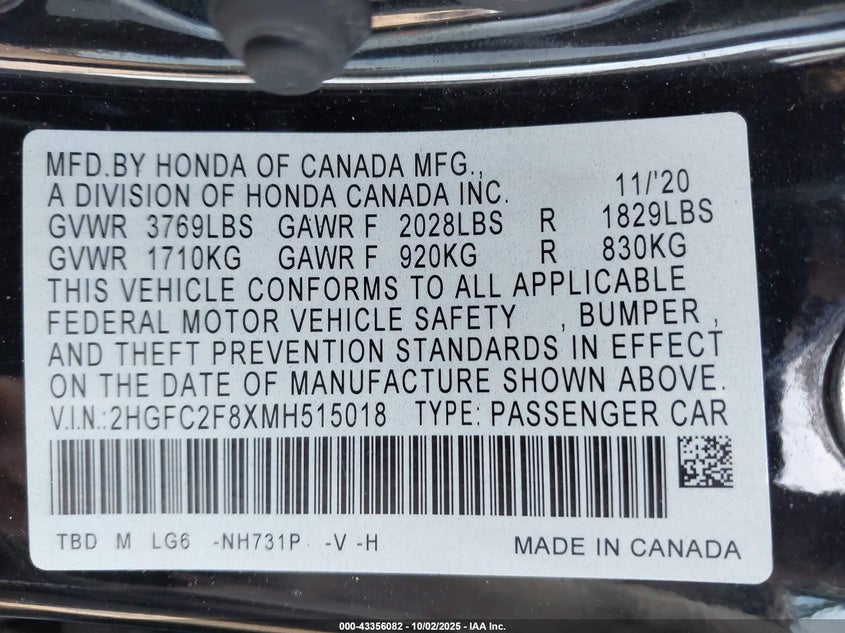 MFD.BY HONDA OF CANADA MFG.,
A DIVISION OF HONDA CANADA INC. 11/'20
GVWR 3769LBS GAWR F 2028LBS R 1829LBS
GVWR 1710KG GAWR F 920KG R 830KG
THIS VEHICLE CONFORMS TO ALL APPLICABLE
FEDERAL MOTOR VEHICLE SAFETY , BUMPER ,
AND THEFT PREVENTION STANDARDS IN EFFECT
ON THE DATE OF MANUFACTURE SHOWN ABOVE.
V.I.N.:2HGFC2F8XMH515018 TYPE: PASSENGER CAR
TBD M LG6 -NH731P -V -H MADE IN CANADA
000-43356082 - 10/02/2025 - IAA Inc.